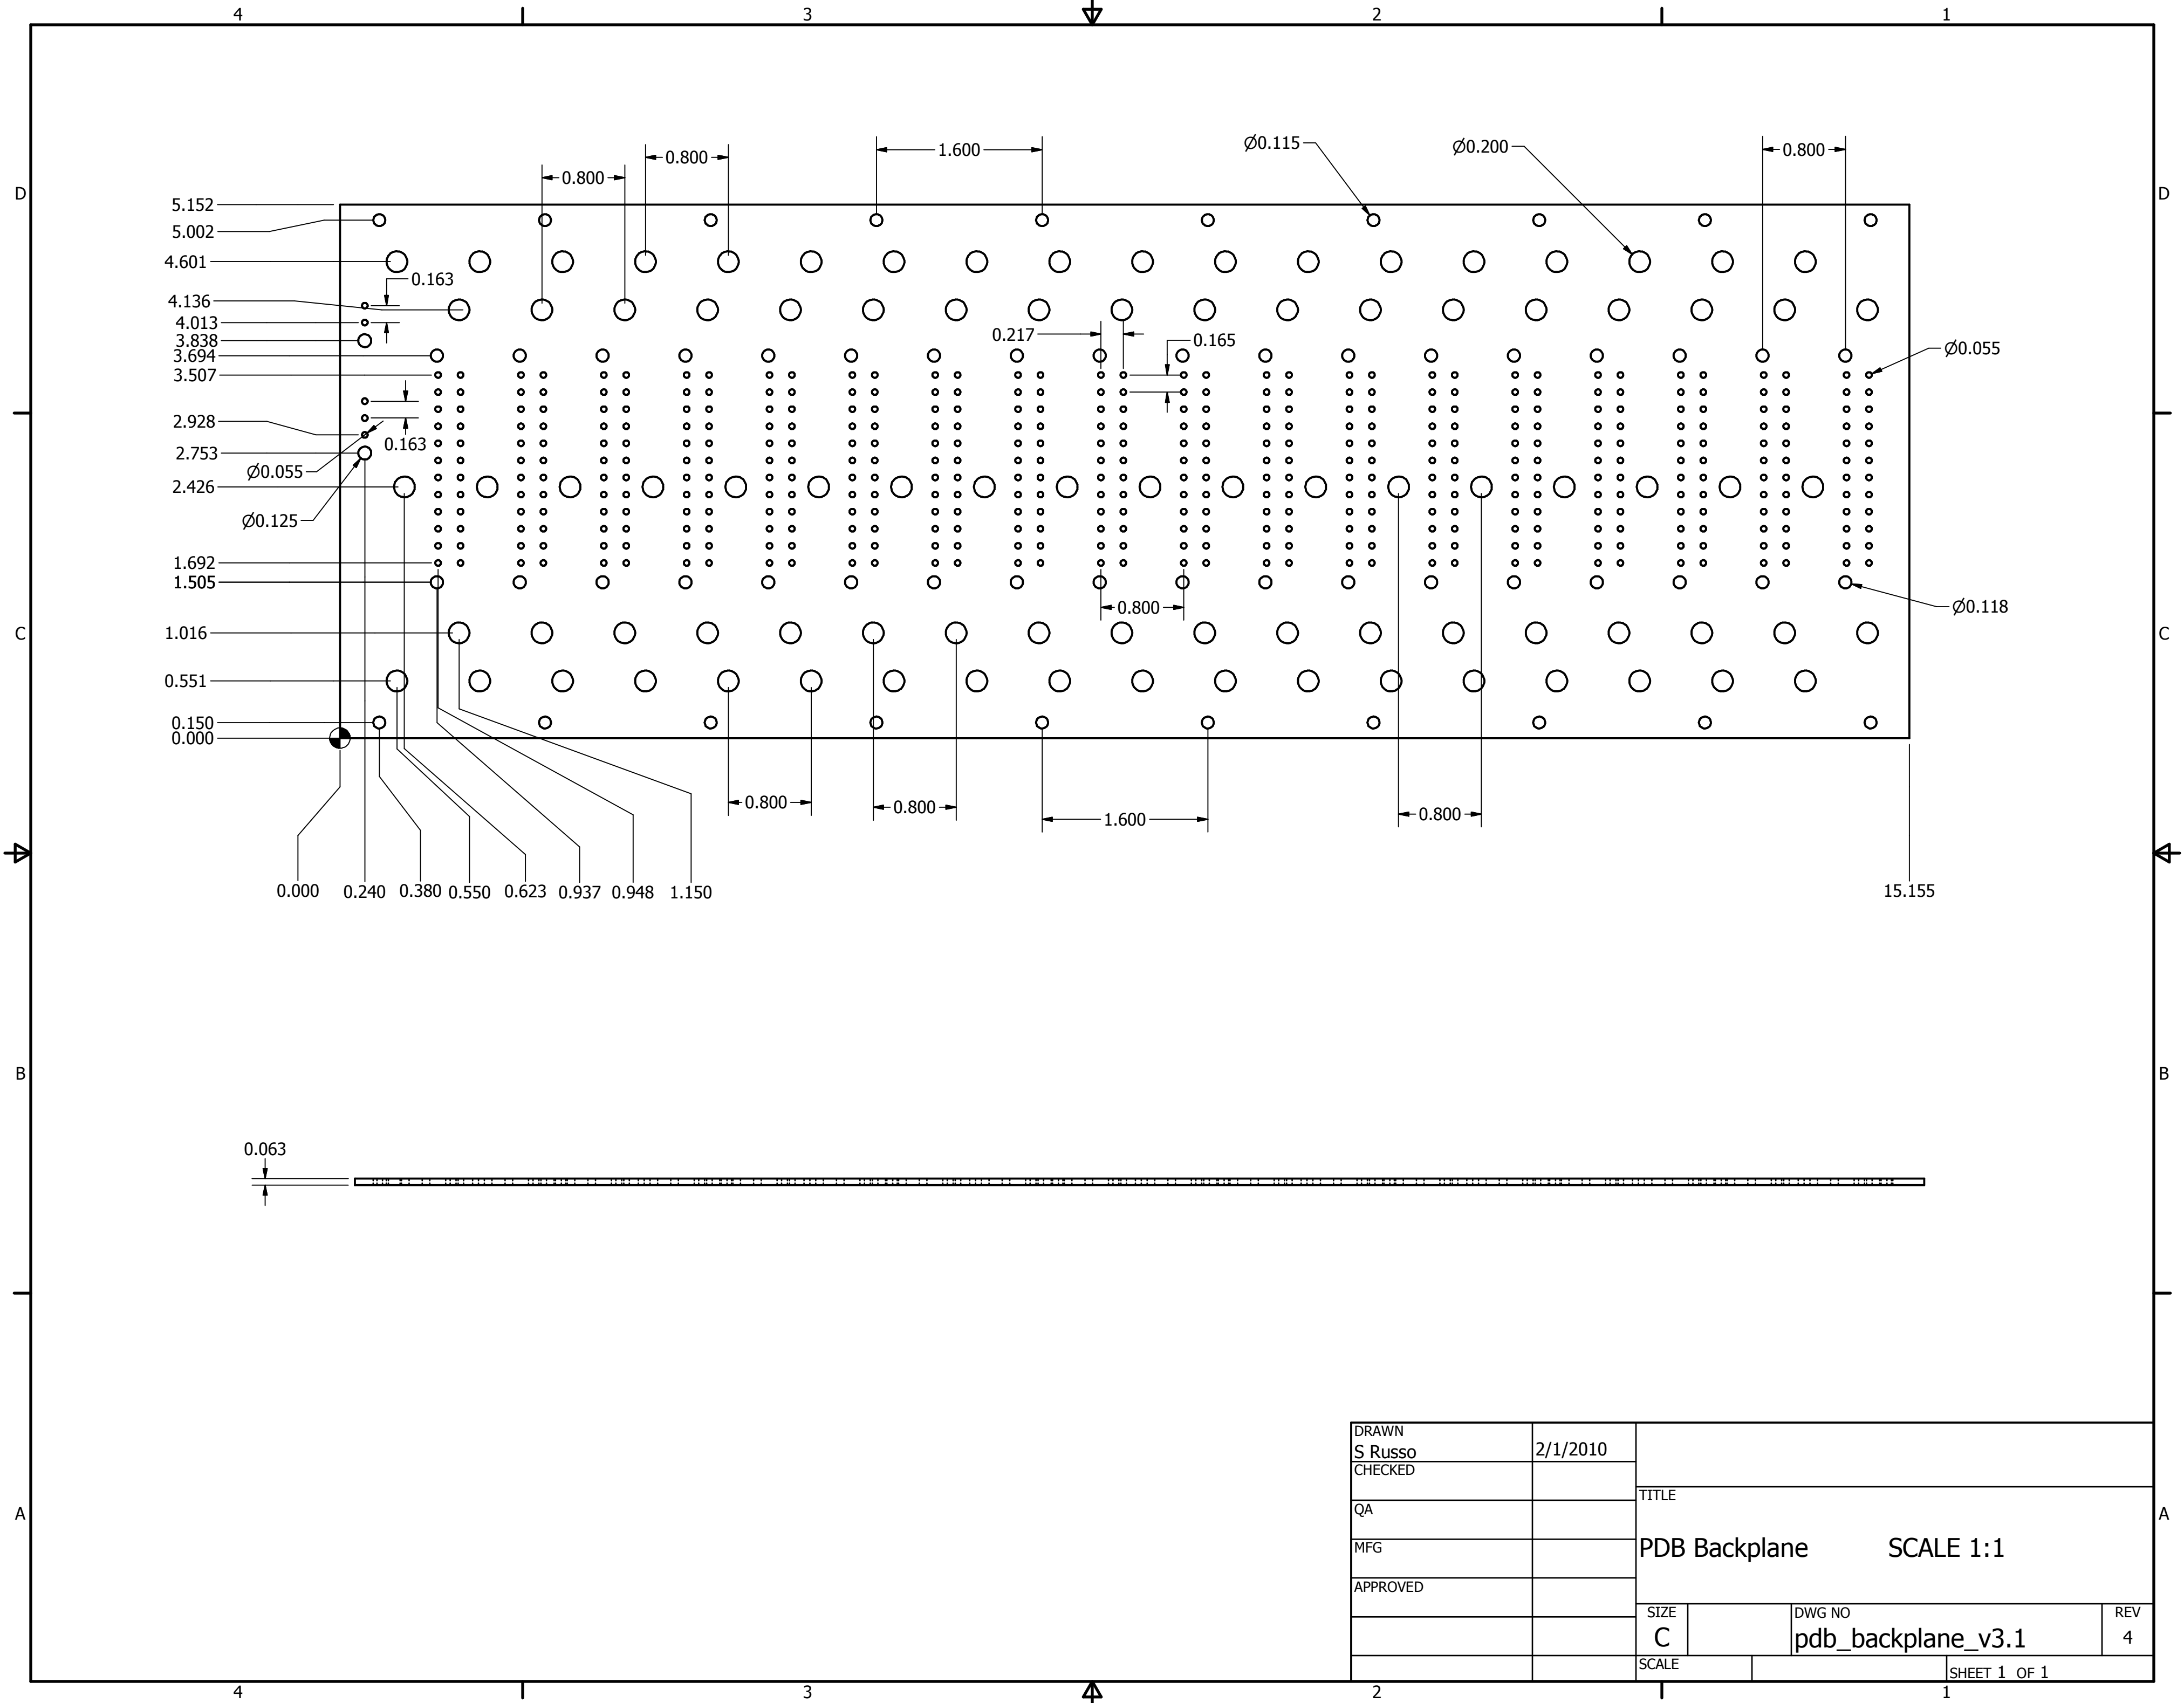 4 3 2 1
D D
C C
B B
A A
0.800
0.800
1.600
Ø0.115
Ø0.200
0.800
5.152
5.002
4.601
0.163
4.136
4.013
3.838
3.694
3.507
0.217
0.165
Ø0.055
2.928
0.163
2.753
Ø0.055
2.426
Ø0.125
1.692
1.505
0.800
Ø0.118
1.016
0.551
0.150
0.000
0.800
0.800
1.600
0.800
0.000 0.240 0.380 0.550 0.623 0.937 0.948 1.150 15.155
0.063
DRAWN
S Russo 2/1/2010
CHECKED
QA
MFG
APPROVED
TITLE
PDB Backplane SCALE 1:1
SIZE
C
DWG NO
pdb_backplane_v3.1
REV
4
SCALE
SHEET 1 OF 1
4 3 2 1